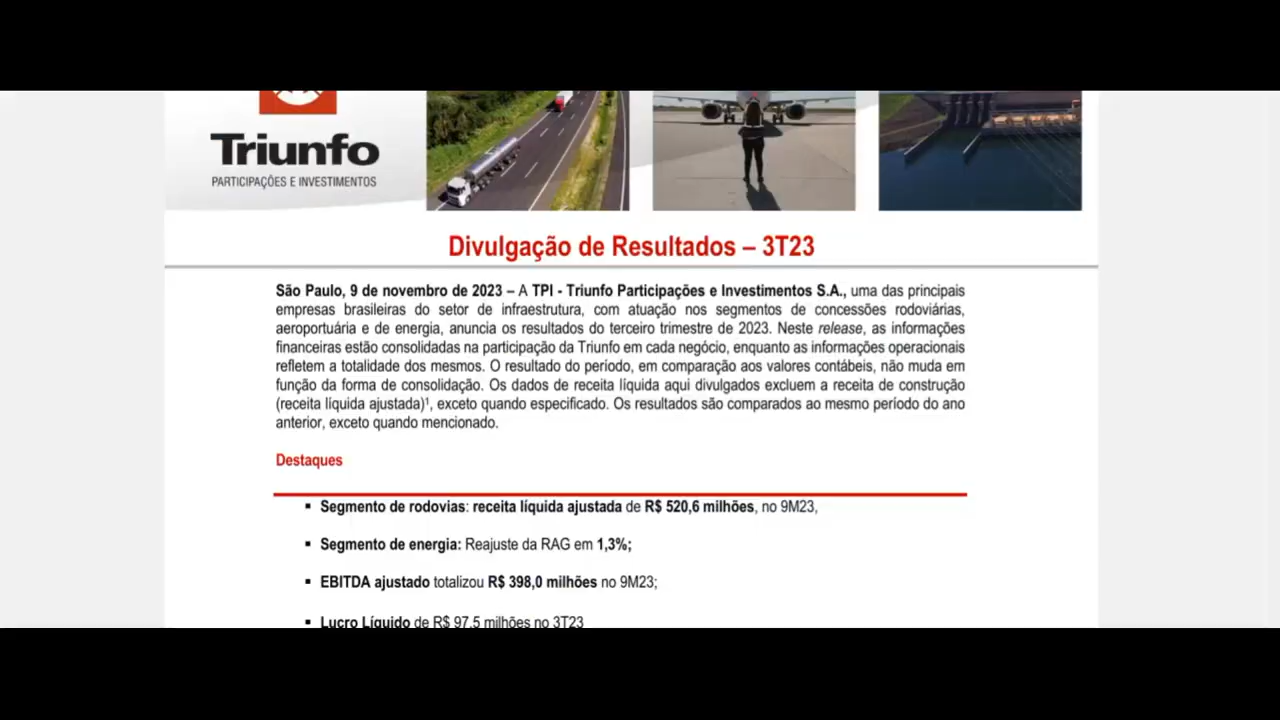 Triunfo
PARTICIPAÇÕES E INVESTIMENTOS
Divulgação de Resultados – 3T23
São Paulo, 9 de novembro de 2023 – A TPI - Triunfo Participações e Investimentos S.A., uma das principais
empresas brasileiras do setor de infraestrutura, com atuação nos segmentos de concessões rodoviárias,
aeroportuária e de energia, anuncia os resultados do terceiro trimestre de 2023. Neste release, as informações
financeiras estão consolidadas na participação da Triunfo em cada negócio, enquanto as informações operacionais
refletem a totalidade dos mesmos. O resultado do período, em comparação aos valores contábeis, não muda em
função da forma de consolidação. Os dados de receita líquida aqui divulgados excluem a receita de construção
(receita líquida ajustada)¹, exceto quando especificado. Os resultados são comparados ao mesmo período do ano
anterior, exceto quando mencionado.
Destaques
▪ Segmento de rodovias: receita líquida ajustada de R$ 520,6 milhões, no 9M23,
▪ Segmento de energia: Reajuste da RAG em 1,3%;
▪ EBITDA ajustado totalizou R$ 398,0 milhões no 9M23;
▪ Lucro Líquido de R$ 97,5 milhões no 3T23